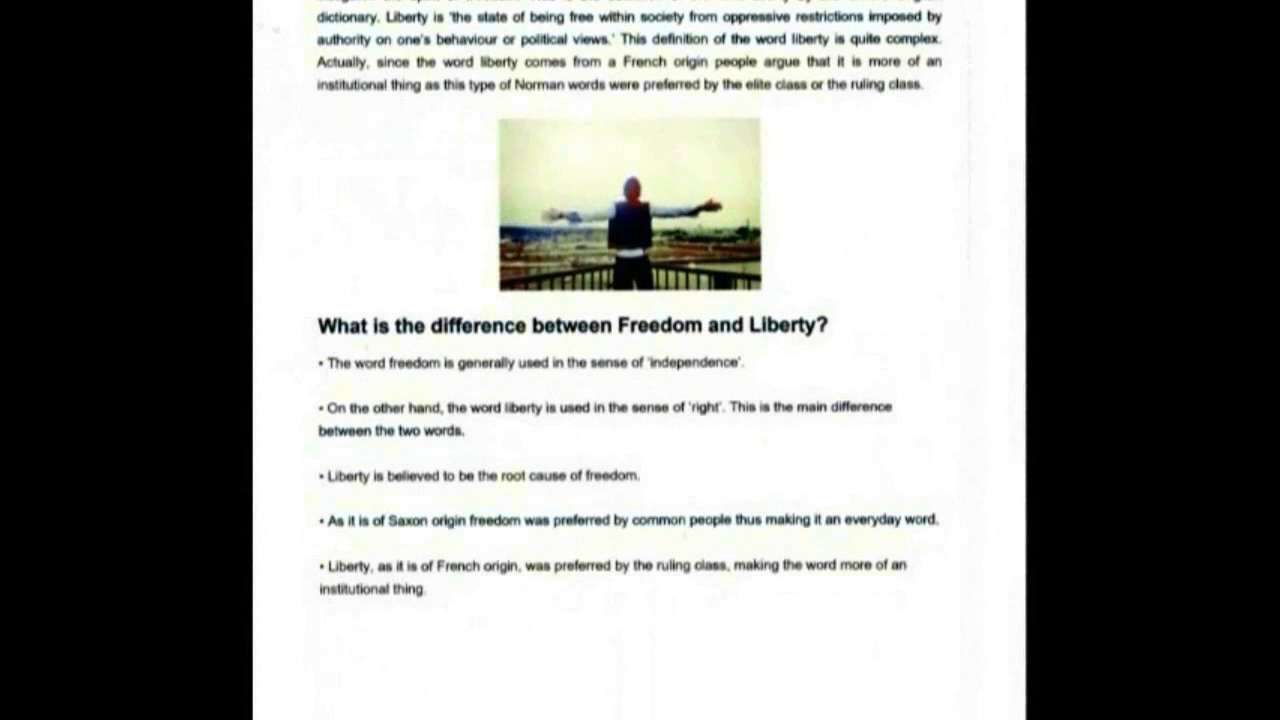 dictionary. Liberty is 'the state of being free within society from oppressive restrictions imposed by
authority on one's behaviour or political views.' This definition of the word liberty is quite complex.
Actually, since the word liberty comes from a French origin people argue that it is more of an
institutional thing as this type of Norman words were preferred by the elite class or the ruling class.
What is the difference between Freedom and Liberty?
• The word freedom is generally used in the sense of 'independence'.
• On the other hand, the word liberty is used in the sense of 'right'. This is the main difference
between the two words.
• Liberty is believed to be the root cause of freedom.
• As it is of Saxon origin freedom was preferred by common people thus making it an everyday word.
• Liberty, as it is of French origin, was preferred by the ruling class, making the word more of an
institutional thing.